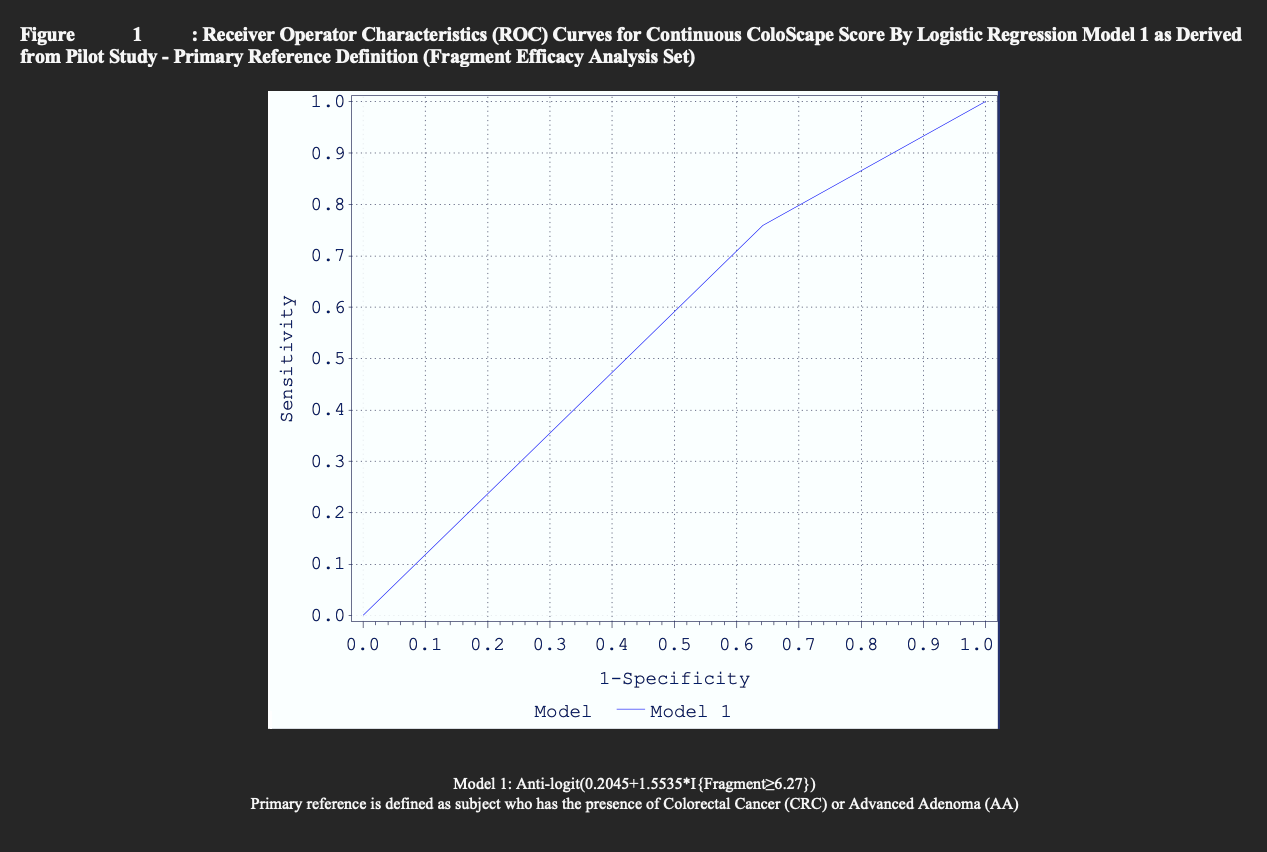 Figure 1 : Receiver Operator Characteristics (ROC) Curves for Continuous ColoScape Score By Logistic Regression Model 1 as Derived
from Pilot Study - Primary Reference Definition (Fragment Efficacy Analysis Set)
1.0
0.9
0.8
0.7
0.6
0.5
0.4
0.3
0.2
0.1
0.0
Sensitivity
0.0 0.1 0.2 0.3 0.4 0.5 0.6 0.7 0.8 0.9 1.0
1-Specificity
Model Model 1
Model 1: Anti-logit(0.2045+1.5535*I{Fragment≥6.27})
Primary reference is defined as subject who has the presence of Colorectal Cancer (CRC) or Advanced Adenoma (AA)